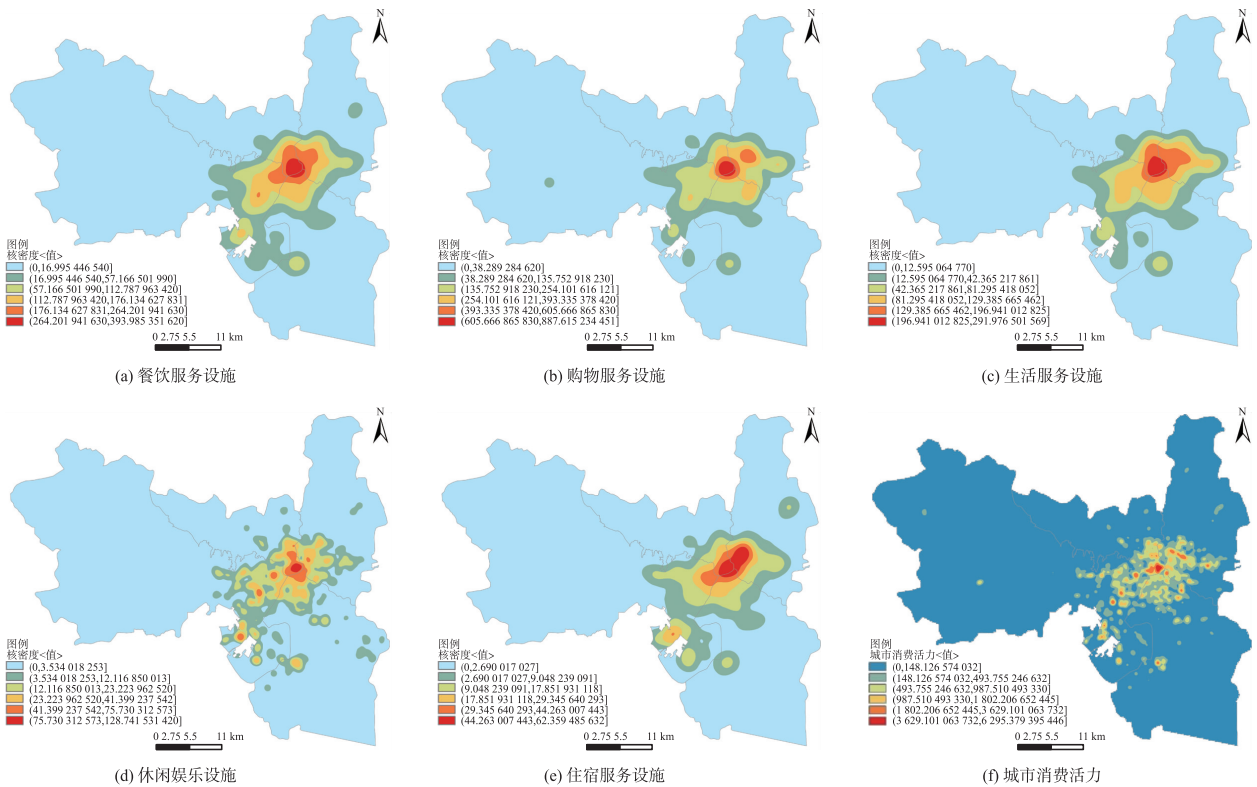 N
图例
核密度<值>
(0,16.995 446 540]
(16.995 446 540,57.166 501 990]
(57.166 501 990,112.787 963 420]
(112.787 963 420,176.134 627 831]
(176.134 627 831,264.201 941 630]
(264.201 941 630,393.985 351 620]
0 2.75 5.5 11 km
(a) 餐饮服务设施
N
图例
核密度<值>
(0,38.289 284 620]
(38.289 284 620,135.752 918 230]
(135.752 918 230,254.101 616 121]
(254.101 616 121,393.335 378 420]
(393.335 378 420,605.666 865 830]
(605.666 865 830,887.615 234 451]
0 2.75 5.5 11 km
(b) 购物服务设施
N
图例
核密度<值>
(0,12.595 064 770]
(12.595 064 770,42.365 217 861]
(42.365 217 861,81.295 418 052]
(81.295 418 052,129.385 665 462]
(129.385 665 462,196.941 012 825]
(196.941 012 825,291.976 501 569]
0 2.75 5.5 11 km
(c) 生活服务设施
N
图例
核密度<值>
(0,3.534 018 253]
(3.534 018 253,12.116 850 013]
(12.116 850 013,23.223 962 520]
(23.223 962 520,41.399 237 542]
(41.399 237 542,75.730 312 573]
(75.730 312 573,128.741 531 420]
0 2.75 5.5 11 km
(d) 休闲娱乐设施
N
图例
核密度<值>
(0,2.690 017 027]
(2.690 017 027,9.048 239 091]
(9.048 239 091,17.851 931 118]
(17.851 931 118,29.345 640 293]
(29.345 640 293,44.263 007 443]
(44.263 007 443,62.359 485 632]
0 2.75 5.5 11 km
(e) 住宿服务设施
N
图例
城市消费活力<值>
(0,148.126 574 032]
(148.126 574 032,493.755 246 632]
(493.755 246 632,987.510 493 330]
(987.510 493 330,1 802.206 652 445]
(1 802.206 652 445,3 629.101 063 732]
(3 629.101 063 732,6 295.379 395 446]
0 2.75 5.5 11 km
(f) 城市消费活力